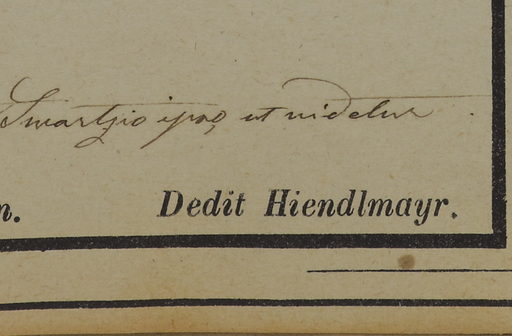 Swartzio ipso, ut videtur.
n. Dedit Hiendlmayr.